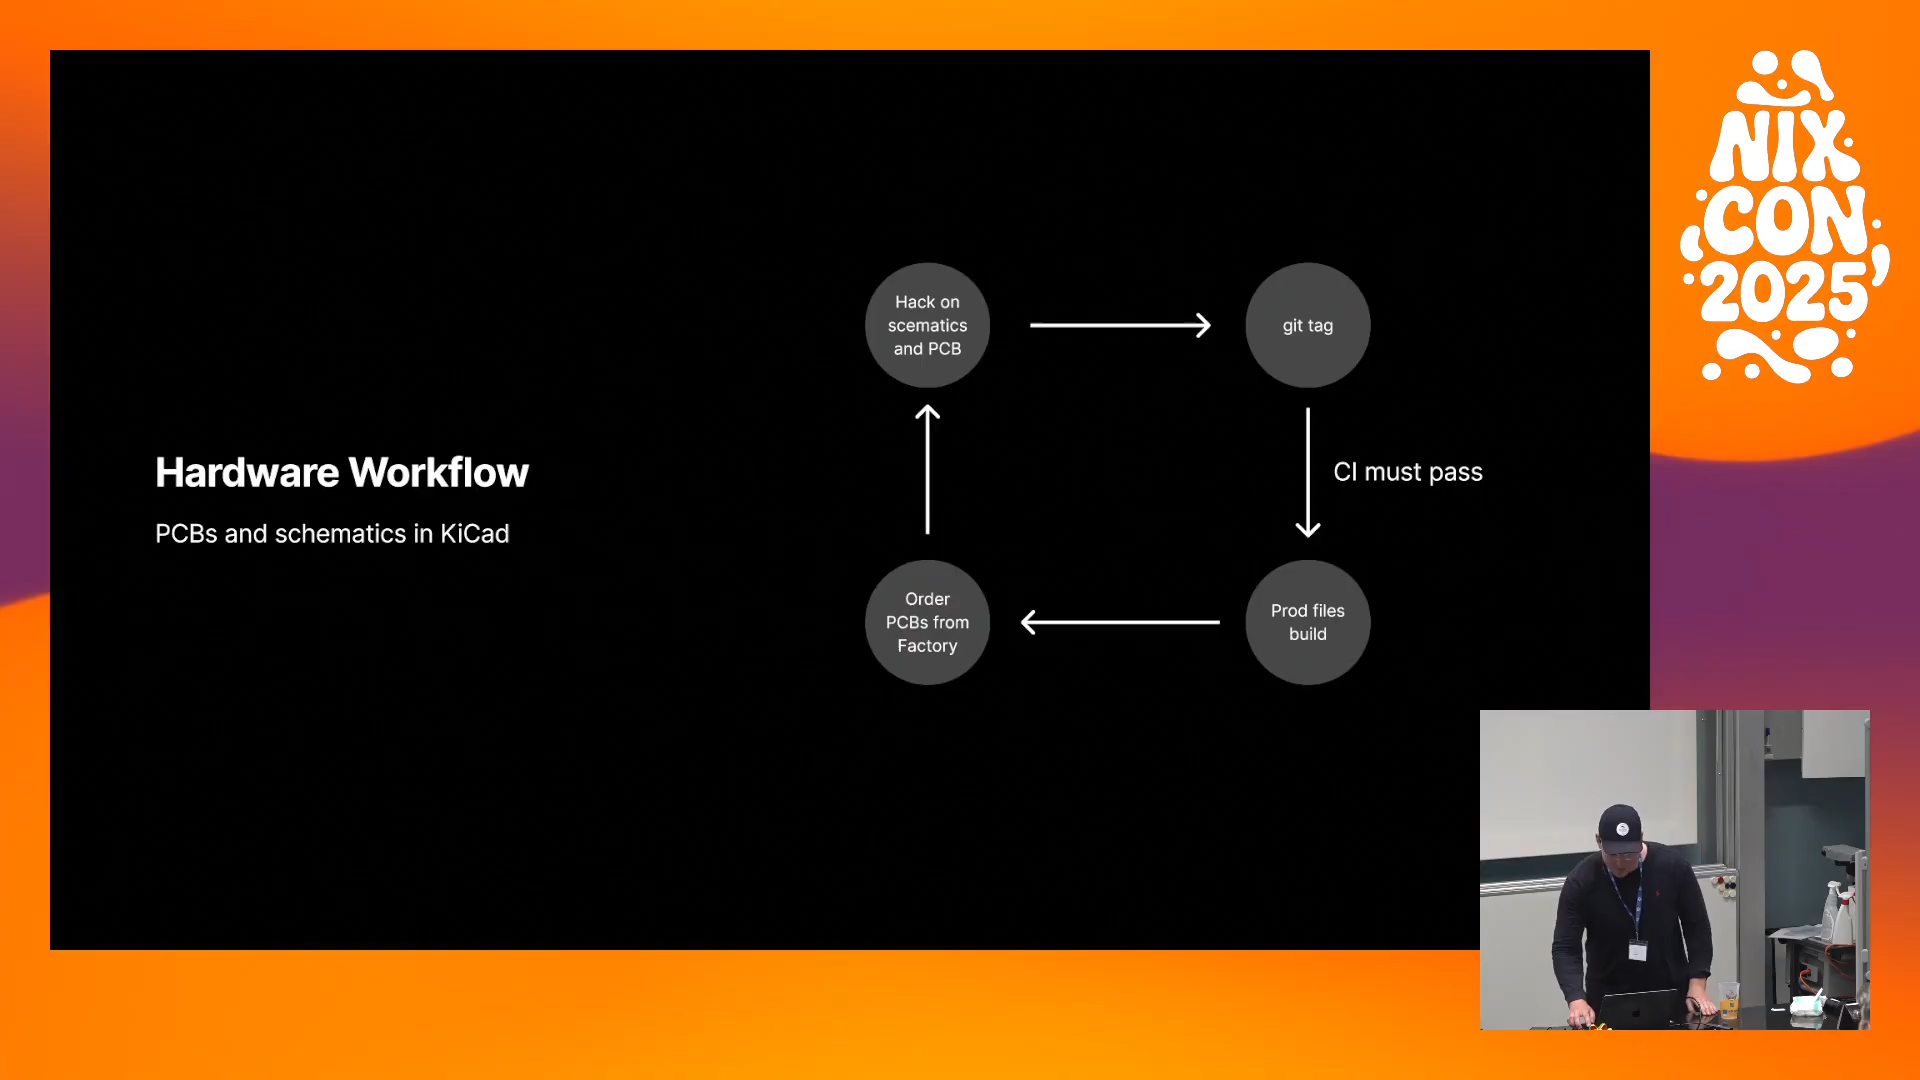 Hardware Workflow
PCBs and schematics in KiCad
Hack on
scematics
and PCB
git tag
CI must pass
Prod files
build
Order
PCBs from
Factory
NIX
CON
2025